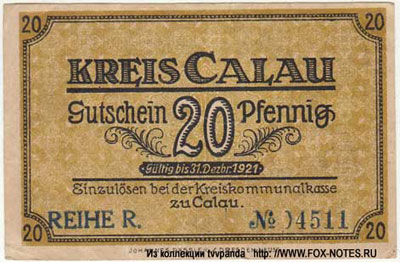 20 20
KREIS CALAU
Gutschein 20 Pfennig
Gültig bis 31. Dezbr. 1921.
Einzulösen bei der Kreiskommunalkasse
zu Calau.
REIHE R. № 04511
20 20
Из коллекции tvpanda
http://WWW.FOX-NOTES.RU